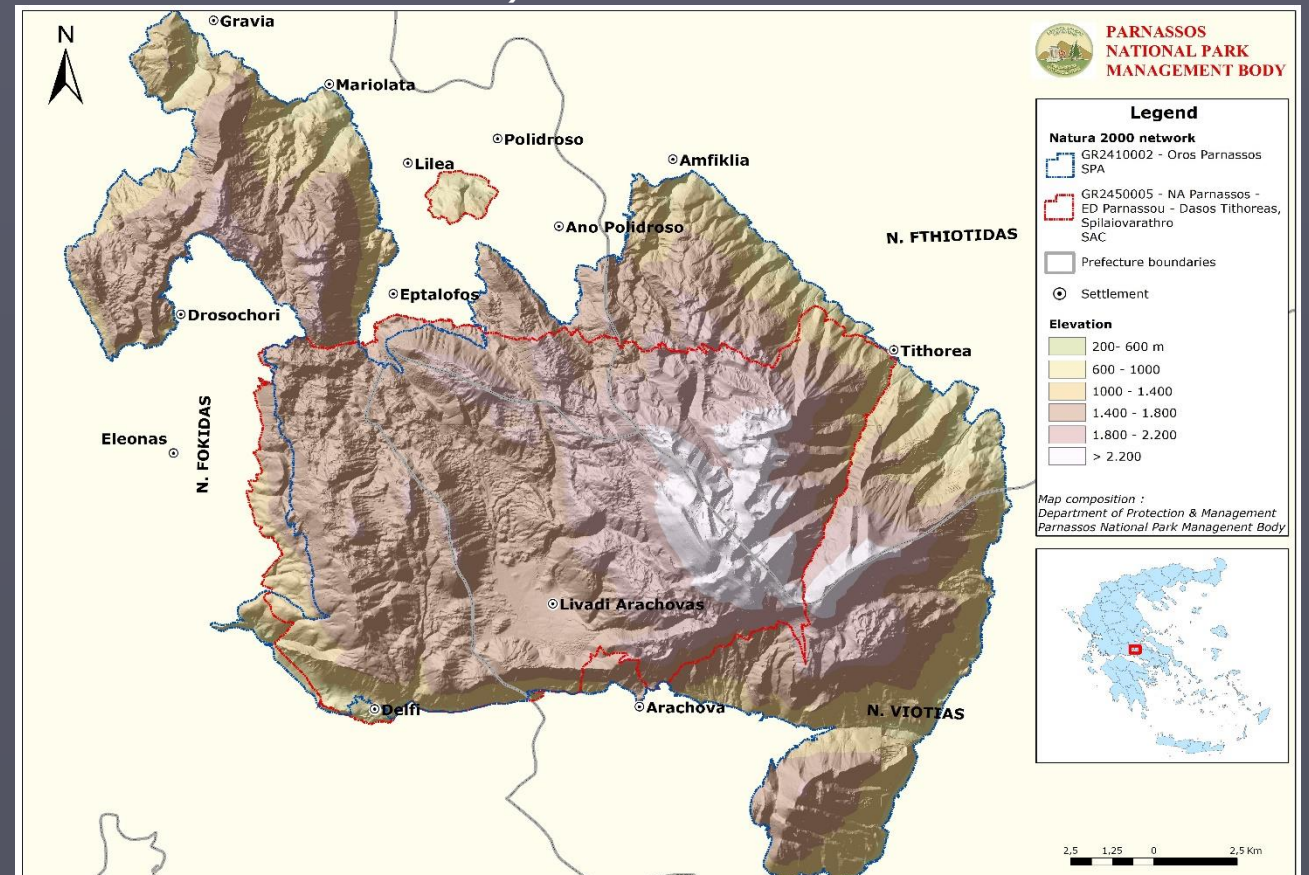 N
Gravia
Mariolata
Polidroso
Lilea
Amfiklia
Ano Polidroso
N. FTHIOTIDAS
Eptalofos
Drosochori
Tithorea
Eleonas
N. FOKIDAS
Livadi Arachovas
Delfi
Arachova
N. VIOTIAS
PARNASSOS
NATIONAL PARK
MANAGEMENT BODY
Legend
Natura 2000 network
GR2410002 - Oros Parnassos
SPA
GR2450005 - NA Parnassos -
ED Parnassou - Dasos Tithoreas,
Spilaiovarathro
SAC
Prefecture boundaries
Settlement
Elevation
200- 600 m
600 - 1000
1000 - 1.400
1.400 - 1.800
1.800 - 2.200
> 2.200
Map composition :
Department of Protection & Management
Parnassos National Park Managenent Body
2,5 1,25 0 2,5 Km